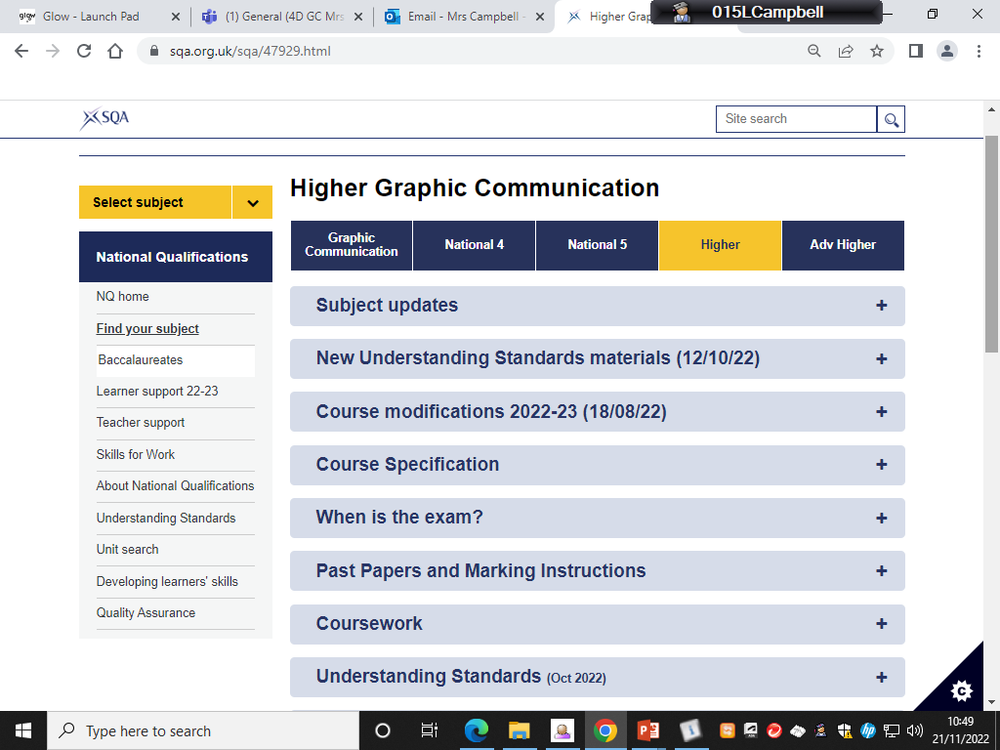 glow Glow - Launch Pad
(1) General (4D GC Mrs
Email - Mrs Campbell -
Higher Grap
015LCampbell
sqa.org.uk/sqa/47929.html
SQA
Site search
Select subject
Higher Graphic Communication
Graphic
Communication
National 4
National 5
Higher
Adv Higher
National Qualifications
NQ home
Find your subject
Baccalaureates
Learner support 22-23
Teacher support
Skills for Work
About National Qualifications
Understanding Standards
Unit search
Developing learners' skills
Quality Assurance
Subject updates +
New Understanding Standards materials (12/10/22) +
Course modifications 2022-23 (18/08/22) +
Course Specification +
When is the exam? +
Past Papers and Marking Instructions +
Coursework +
Understanding Standards (Oct 2022) +
Type here to search
10:49
21/11/2022